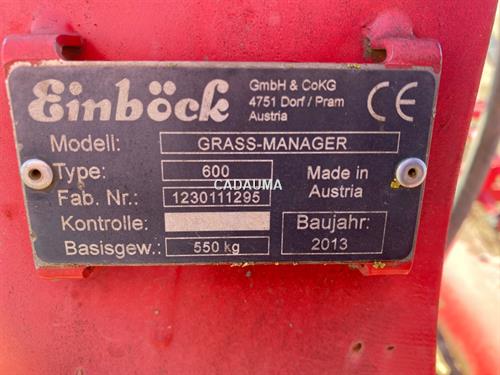 Einböck GmbH & CoKG
4751 Dorf / Pram
Austria
CE
Modell: GRASS-MANAGER
Type: 600
Made in
Austria
CADAUMA
Fab. Nr.: 1230111295
Kontrolle:
Baujahr:
2013
Basisgew.: 550 kg